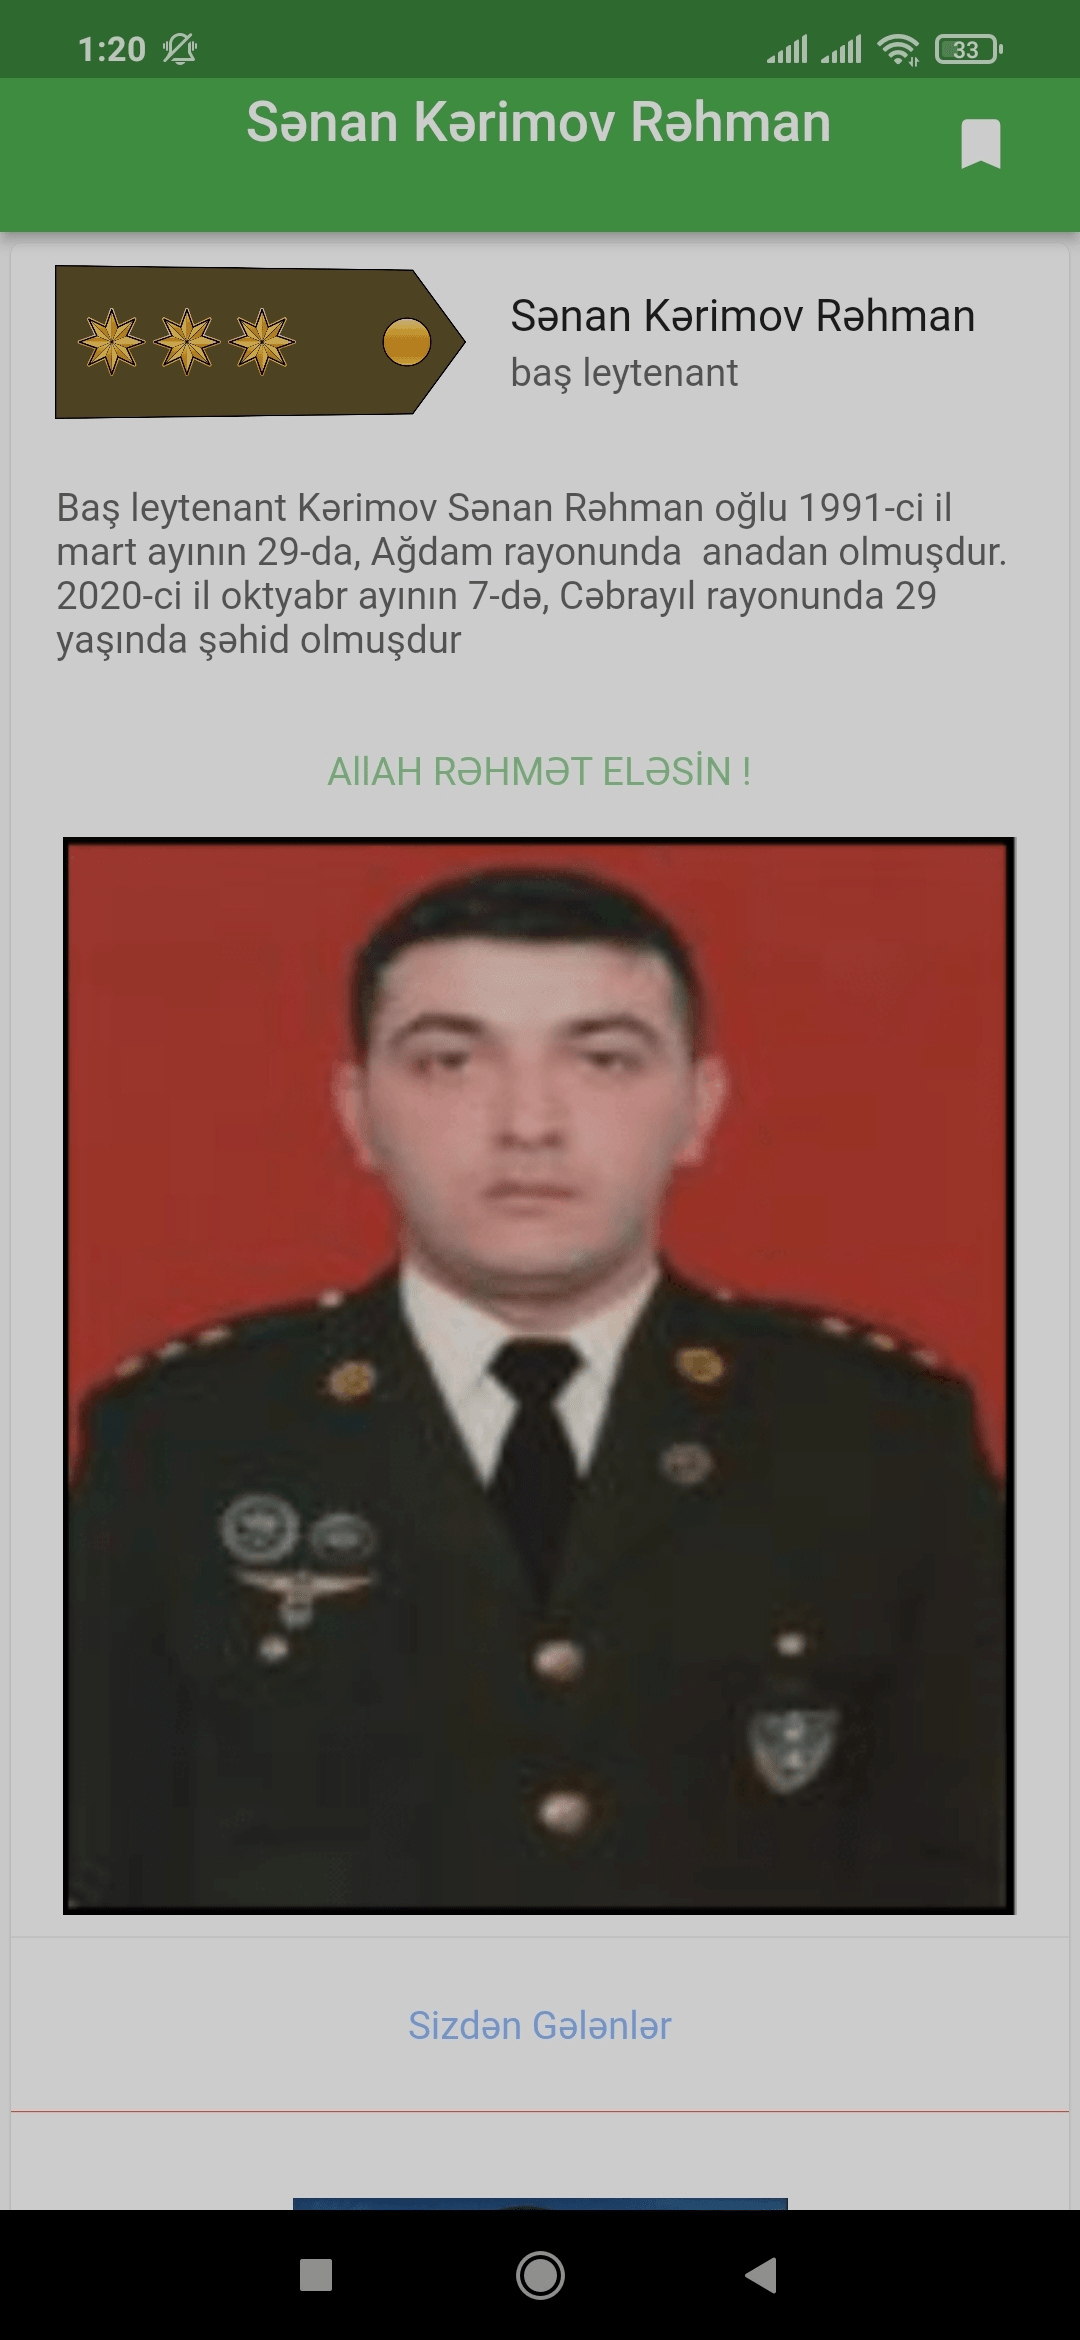 1:20
33
Sənan Kərimov Rəhman
Sənan Kərimov Rəhman
baş leytenant
Baş leytenant Kərimov Sənan Rəhman oğlu 1991-ci il
mart ayının 29-da, Ağdam rayonunda  anadan olmuşdur.
2020-ci il oktyabr ayının 7-də, Cəbrayıl rayonunda 29
yaşında şəhid olmuşdur
AllAH RƏHMƏT ELƏSİN !
Sizdən Gələnlər